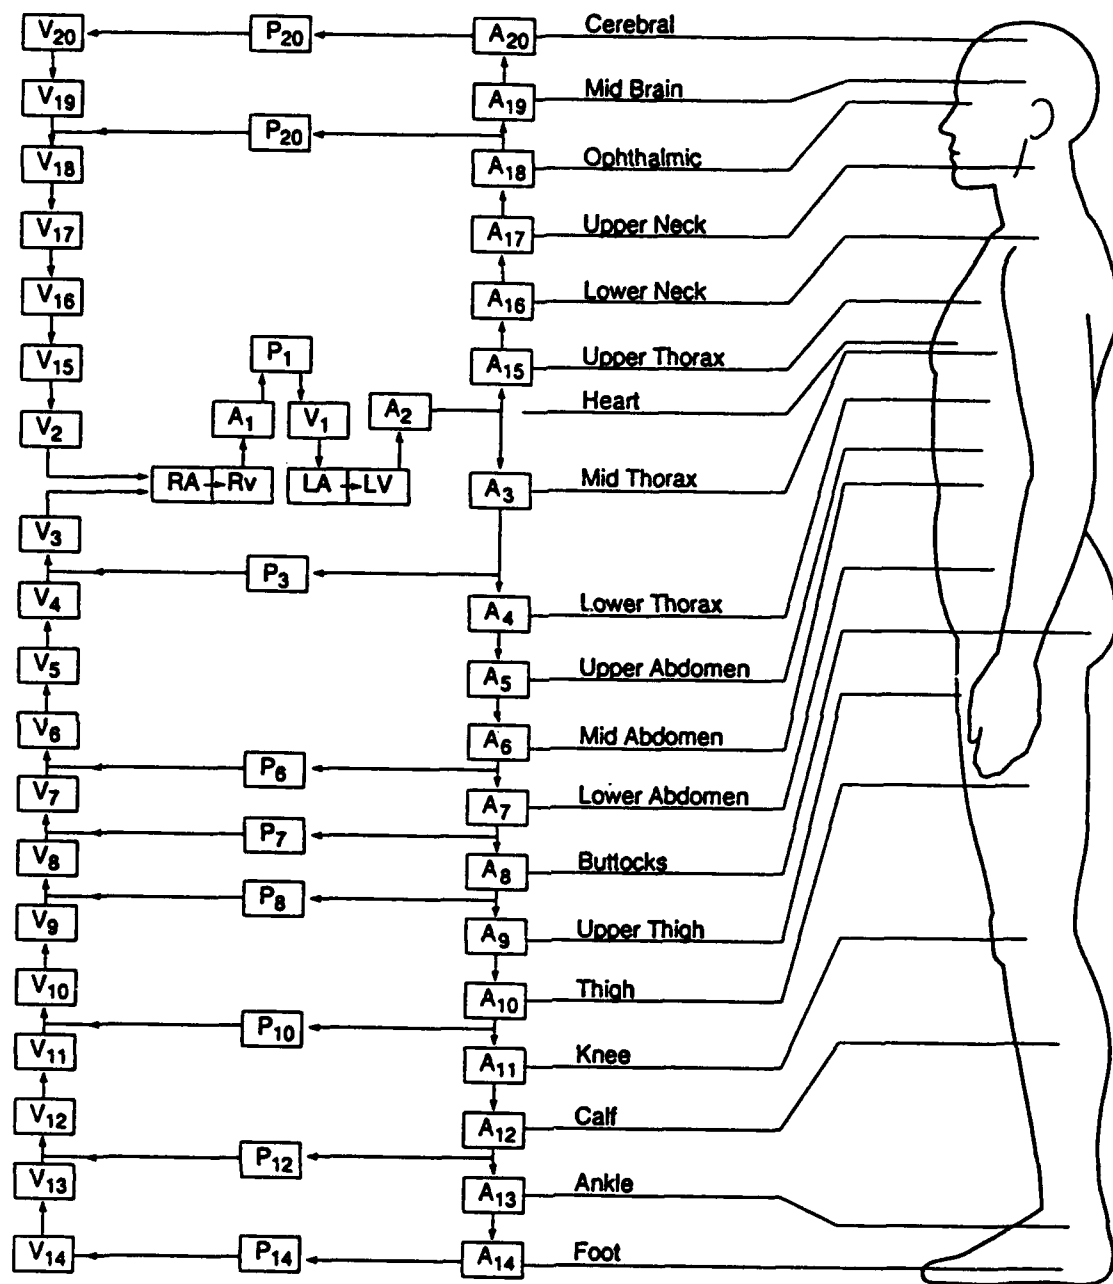 V20 P20 A20 Cerebral
V19 A19 Mid Brain
P20
V18 A18 Ophthalmic
V17 A17 Upper Neck
V16 A16 Lower Neck
P1
V15 A15 Upper Thorax
V2 A1 V1 A2 Heart
RA Rv LA LV A3 Mid Thorax
V3
P3
V4 A4 Lower Thorax
V5 A5 Upper Abdomen
V6 A6 Mid Abdomen
P6
V7 A7 Lower Abdomen
P7
V8 A8 Buttocks
P8
V9 A9 Upper Thigh
V10 A10 Thigh
P10
V11 A11 Knee
V12 A12 Calf
P12
V13 A13 Ankle
V14 P14 A14 Foot